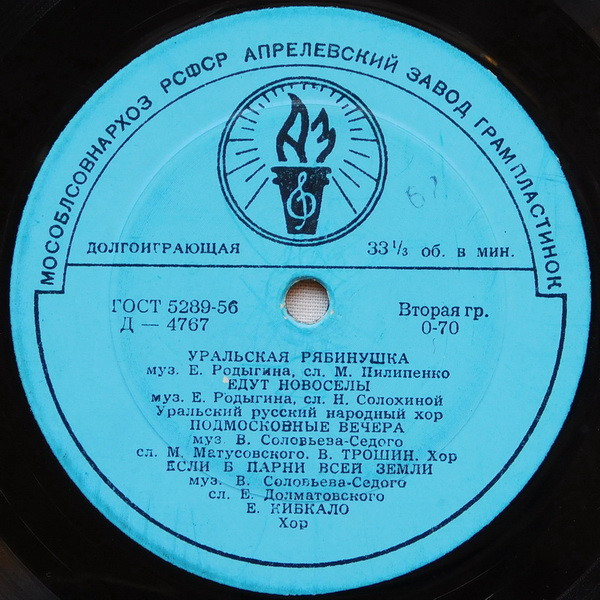 МОСОБЛСОВНАРХОЗ РСФСР АПРЕЛЕВСКИЙ ЗАВОД ГРАМПЛАСТИНОК
АЗ
ДОЛГОИГРАЮЩАЯ 33 1/3 об. в мин.
ГОСТ 5289-56 Вторая гр.
Д — 4767 0-70
УРАЛЬСКАЯ РЯБИНУШКА
муз. Е. Родыгина, сл. М. Пилипенко
ЕДУТ НОВОСЕЛЫ
муз. Е. Родыгина, сл. Н. Солохиной
Уральский русский народный хор
ПОДМОСКОВНЫЕ ВЕЧЕРА
муз. В. Соловьева-Седого
сл. М. Матусовского. В. ТРОШИН. Хор
ЕСЛИ Б ПАРНИ ВСЕЙ ЗЕМЛИ
муз. В. Соловьева-Седого
сл. Е. Долматовского
Е. КИБКАЛО
Хор